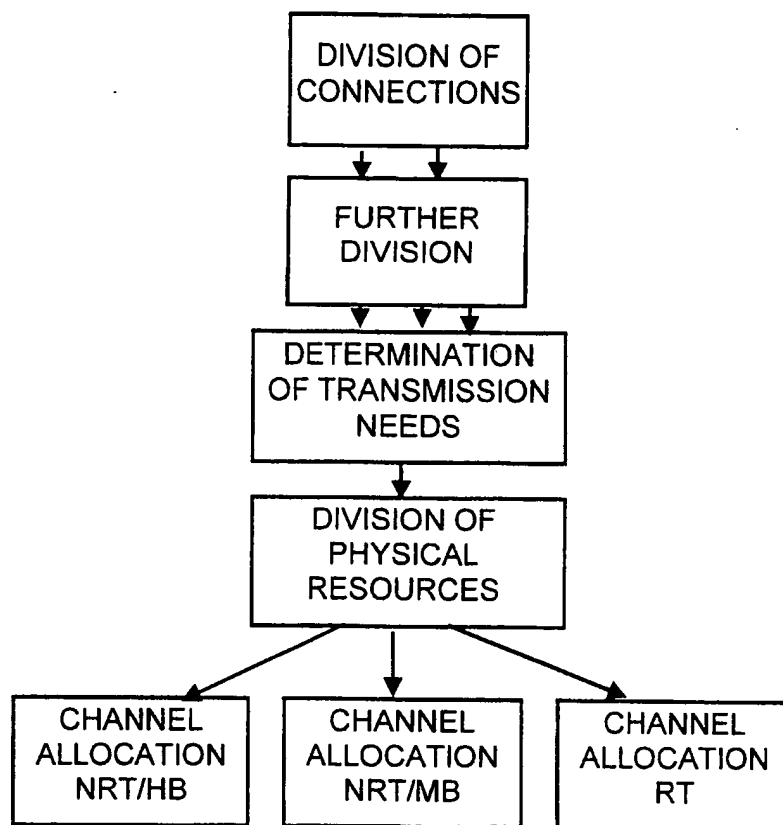 DIVISION OF
CONNECTIONS
FURTHER
DIVISION
DETERMINATION
OF TRANSMISSION
NEEDS
DIVISION OF
PHYSICAL
RESOURCES
CHANNEL
ALLOCATION
NRT/HB
CHANNEL
ALLOCATION
NRT/MB
CHANNEL
ALLOCATION
RT